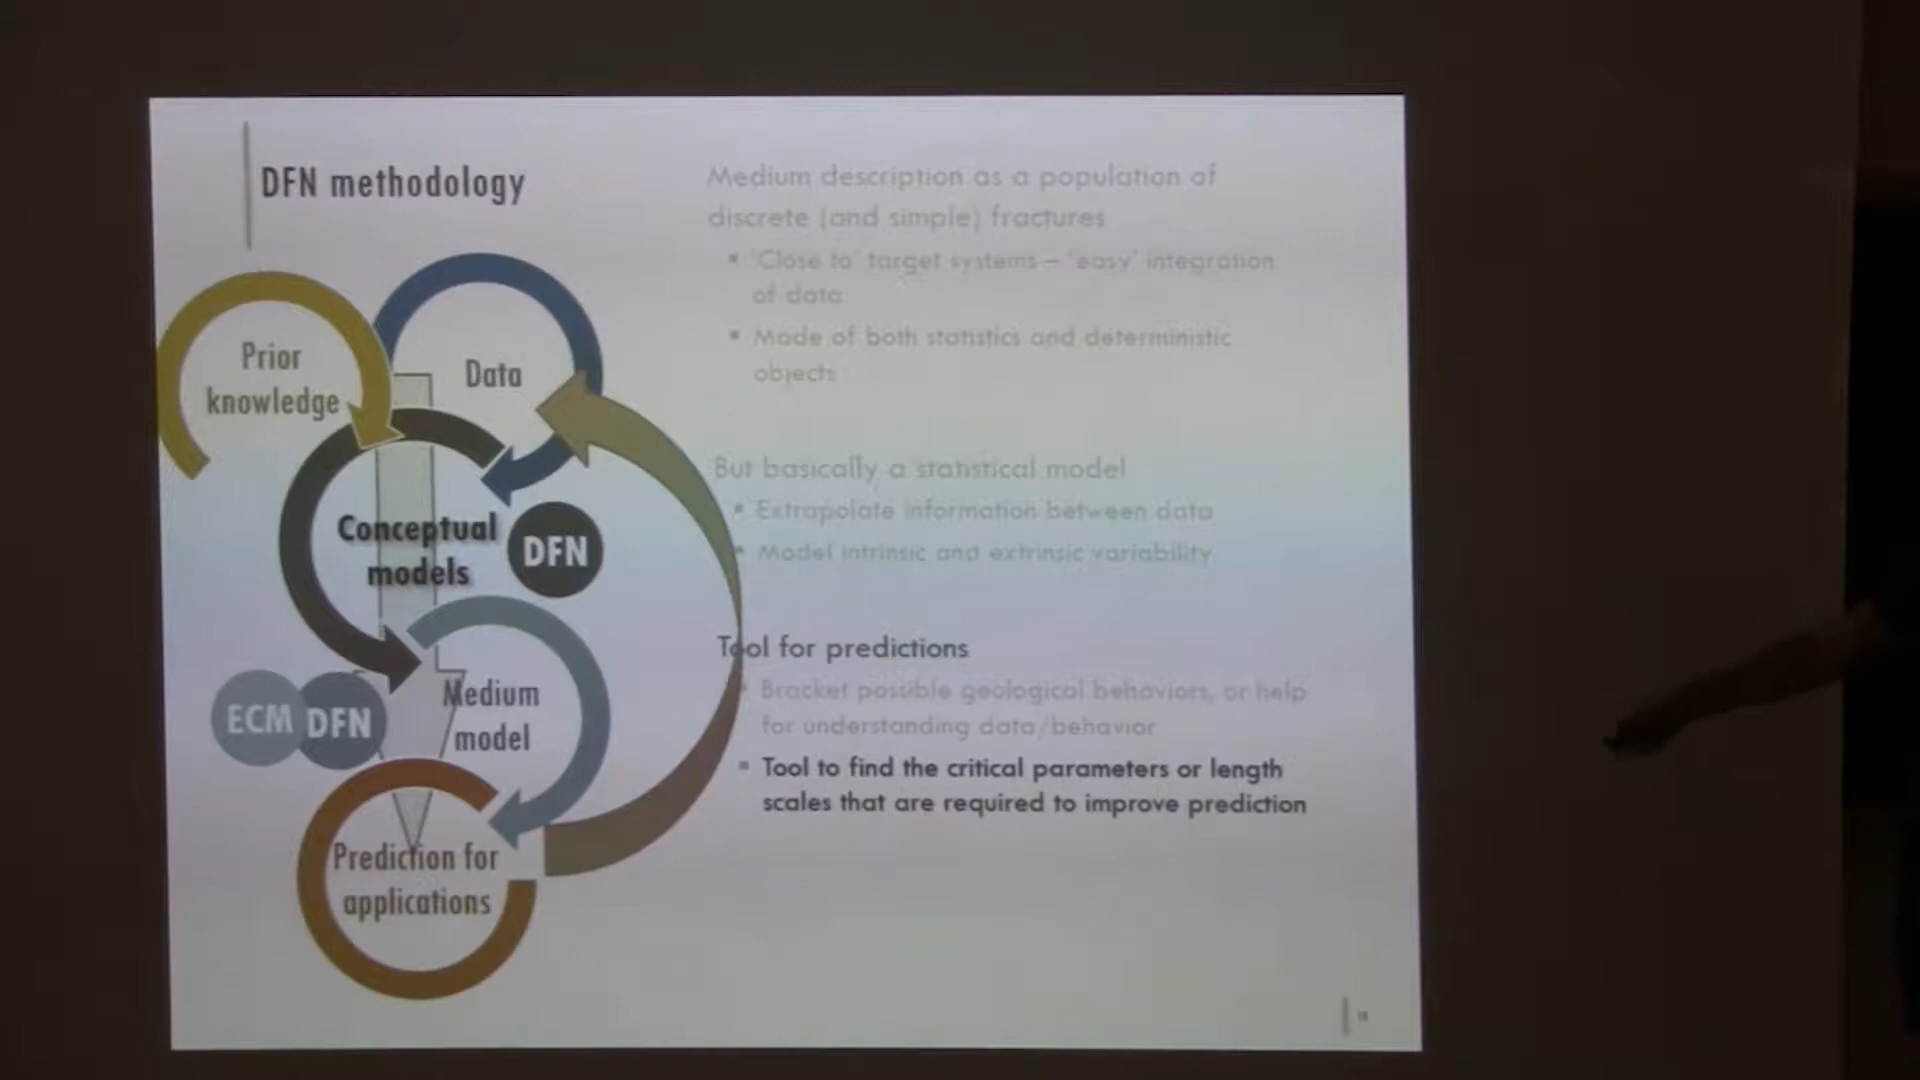 DFN methodology
Prior
knowledge
Data
Conceptual
models
DFN
ECM
DFN
Medium
model
Prediction for
applications
Medium description as a population of
discrete (and simple) fractures
▪ 'Close to' target systems – 'easy' integration
of data
▪ Made of both statistics and deterministic
objects
But basically a statistical model
▪ Extrapolate information between data
▪ Model intrinsic and extrinsic variability
Tool for predictions
▪ Bracket possible geological behaviors, or help
for understanding data/behavior
▪ Tool to find the critical parameters or length
scales that are required to improve prediction